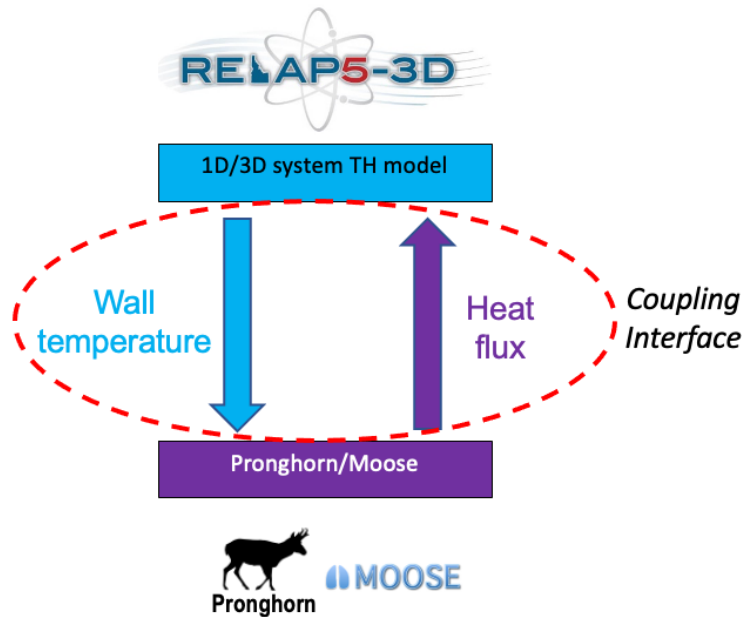 RELAP5-3D
1D/3D system TH model
Wall
temperature
Heat
flux
Coupling
Interface
Pronghorn/Moose
Pronghorn
MOOSE